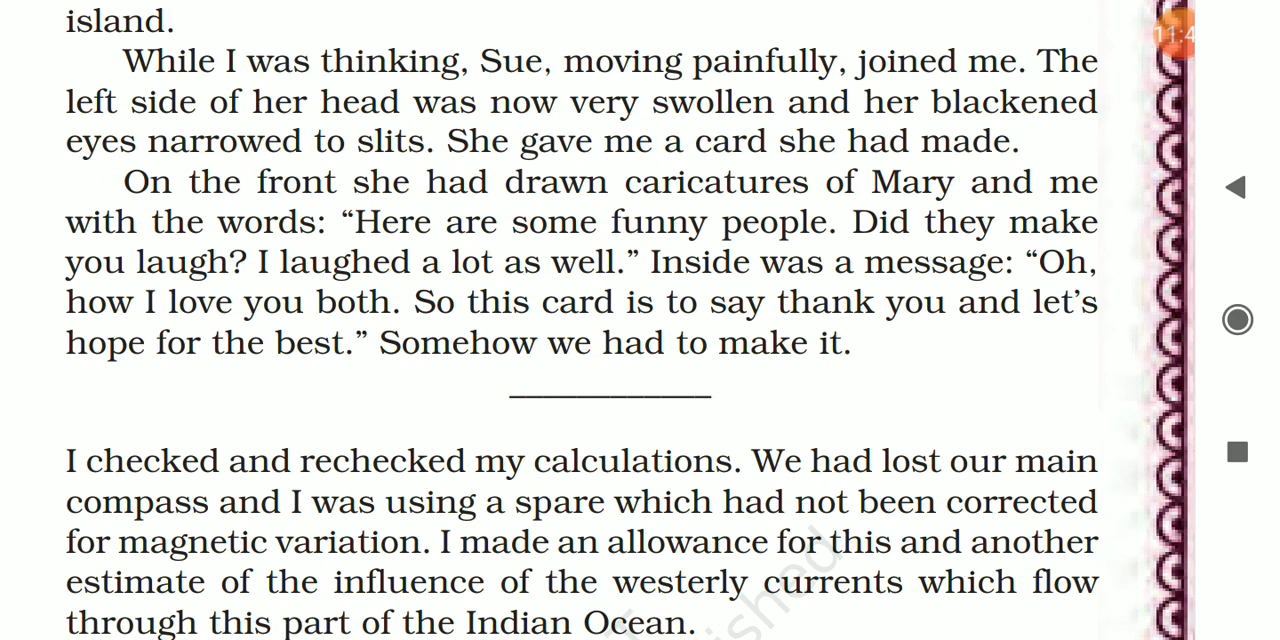 island.
While I was thinking, Sue, moving painfully, joined me. The
left side of her head was now very swollen and her blackened
eyes narrowed to slits. She gave me a card she had made.
On the front she had drawn caricatures of Mary and me
with the words: “Here are some funny people. Did they make
you laugh? I laughed a lot as well.” Inside was a message: “Oh,
how I love you both. So this card is to say thank you and let’s
hope for the best.” Somehow we had to make it.
I checked and rechecked my calculations. We had lost our main
compass and I was using a spare which had not been corrected
for magnetic variation. I made an allowance for this and another
estimate of the influence of the westerly currents which flow
through this part of the Indian Ocean.